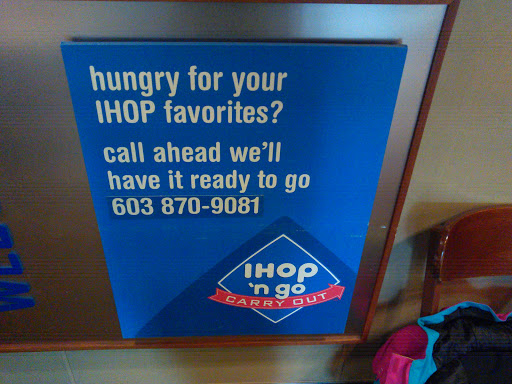 hungry for your
IHOP favorites?
call ahead we'll
have it ready to go
603 870-9081
IHOP
'n go
CARRY OUT